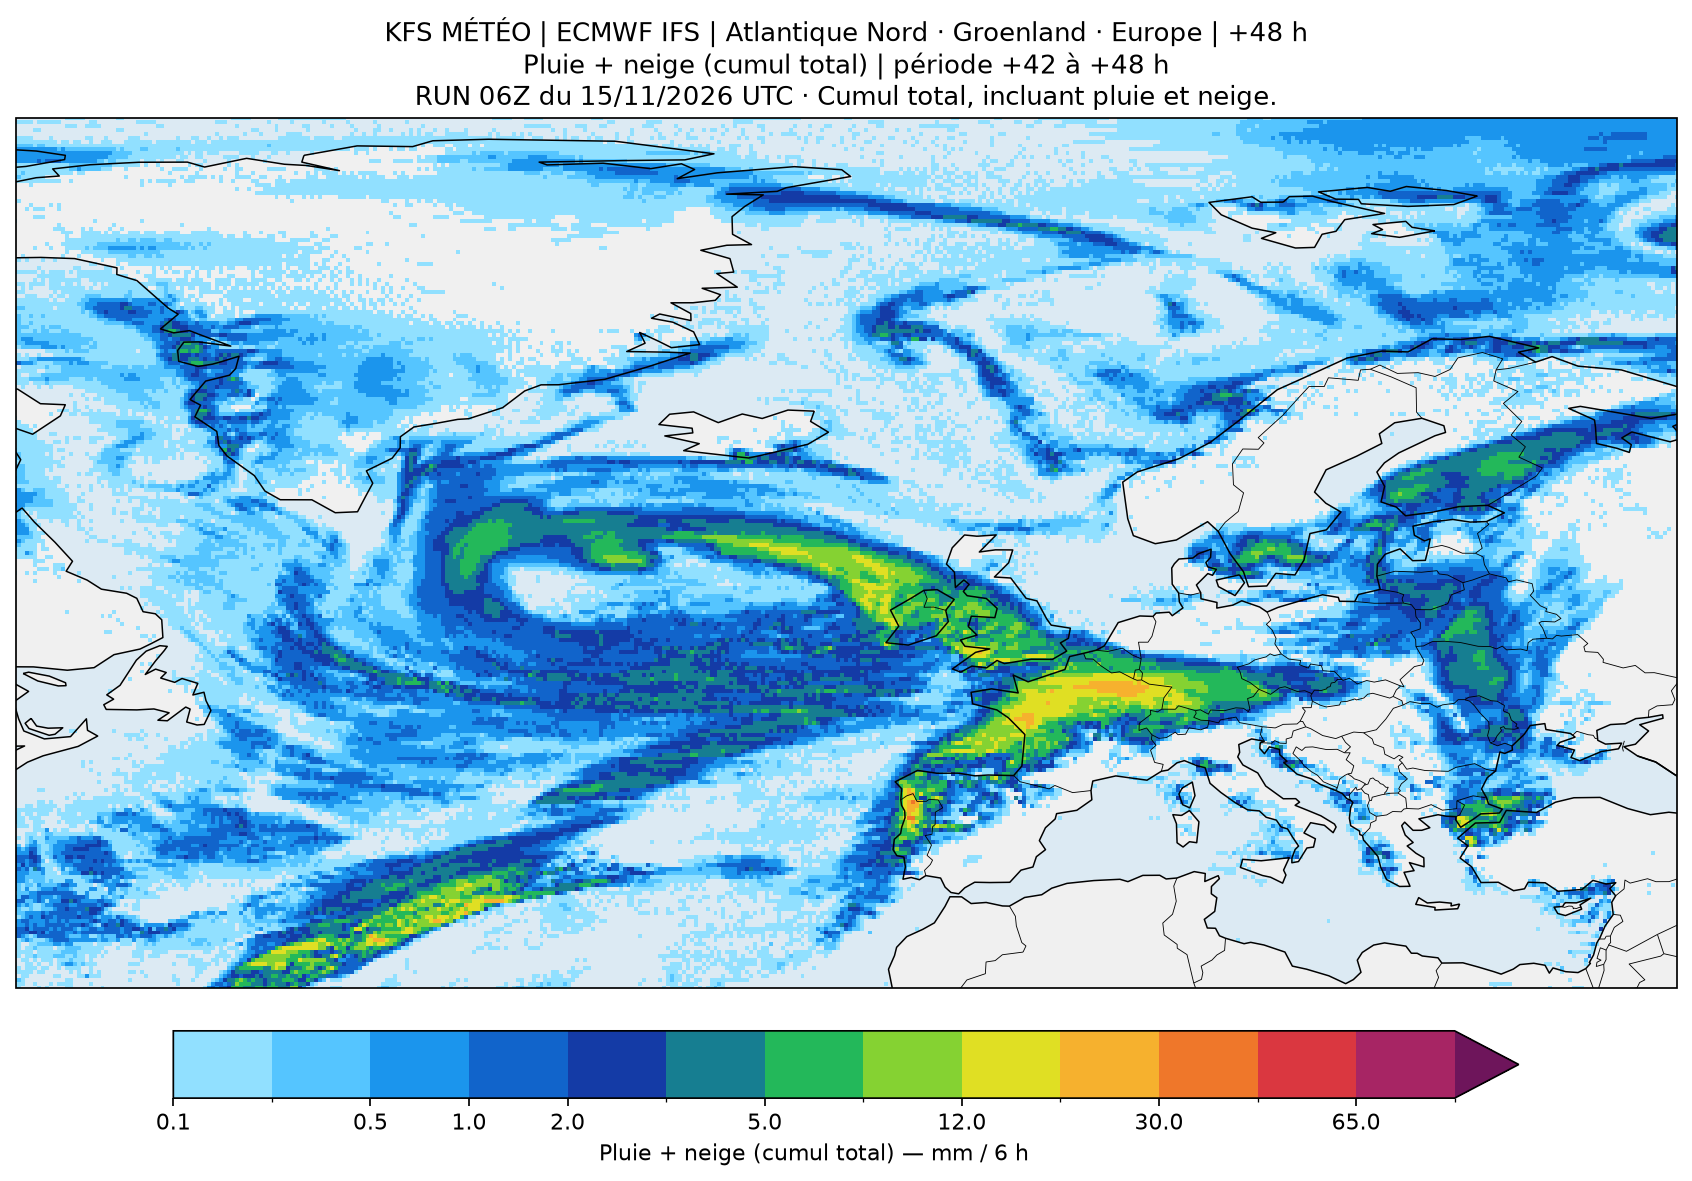 KFS MÉTÉO | ECMWF IFS | Atlantique Nord · Groenland · Europe | +48 h
Pluie + neige (cumul total) | période +42 à +48 h
RUN 06Z du 15/11/2026 UTC · Cumul total, incluant pluie et neige.
0.1 0.5 1.0 2.0 5.0 12.0 30.0 65.0
Pluie + neige (cumul total) — mm / 6 h